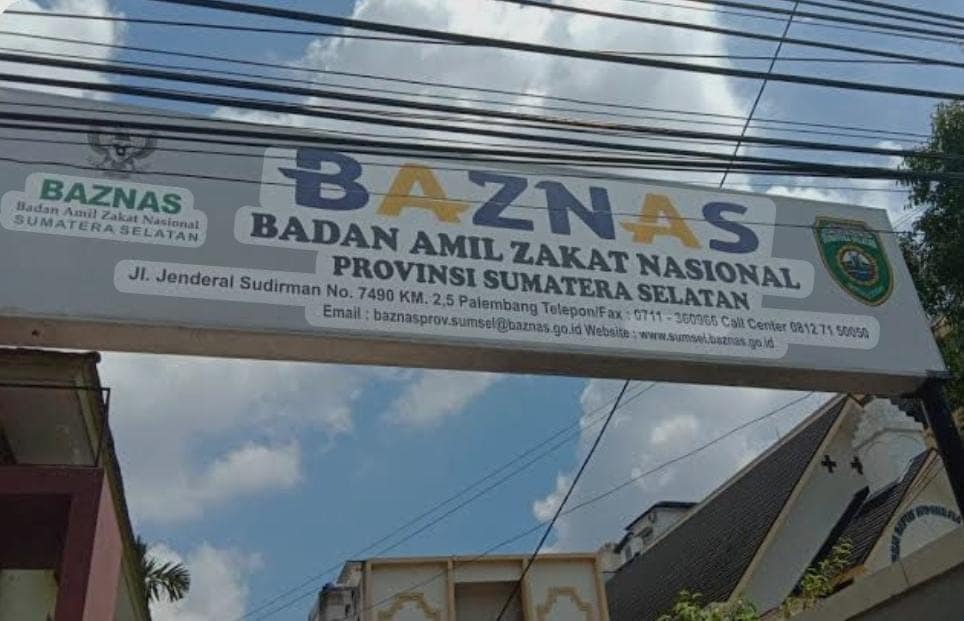 BAZNAS
Badan Amil Zakat Nasional
SUMATERA SELATAN
BAZNAS
BADAN AMIL ZAKAT NASIONAL
PROVINSI SUMATERA SELATAN
Jl. Jenderal Sudirman No. 7490 KM. 2,5 Palembang Telepon/Fax : 0711 - 360966 Call Center 0812 71 50050
Email : baznasprov.sumsel@baznas.go.id Website : www.sumsel.baznas.go.id